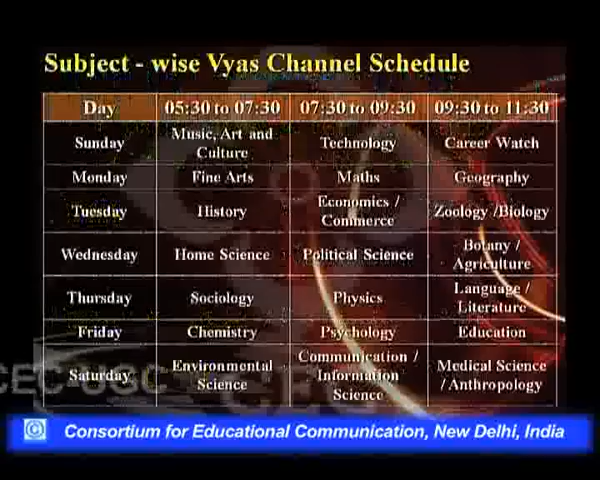 Subject - wise Vyas Channel Schedule
Day 05:30 to 07:30 07:30 to 09:30 09:30 to 11:30
Sunday Music, Art and Culture Technology Career Watch
Monday Fine Arts Maths Geography
Tuesday History Economics / Commerce Zoology /Biology
Wednesday Home Science Political Science Botany / Agriculture
Thursday Sociology Physics Language / Literature
Friday Chemistry Psychology Education
Saturday Environmental Science Communication / Information Science Medical Science / Anthropology
CEC-UGC
© Consortium for Educational Communication, New Delhi, India